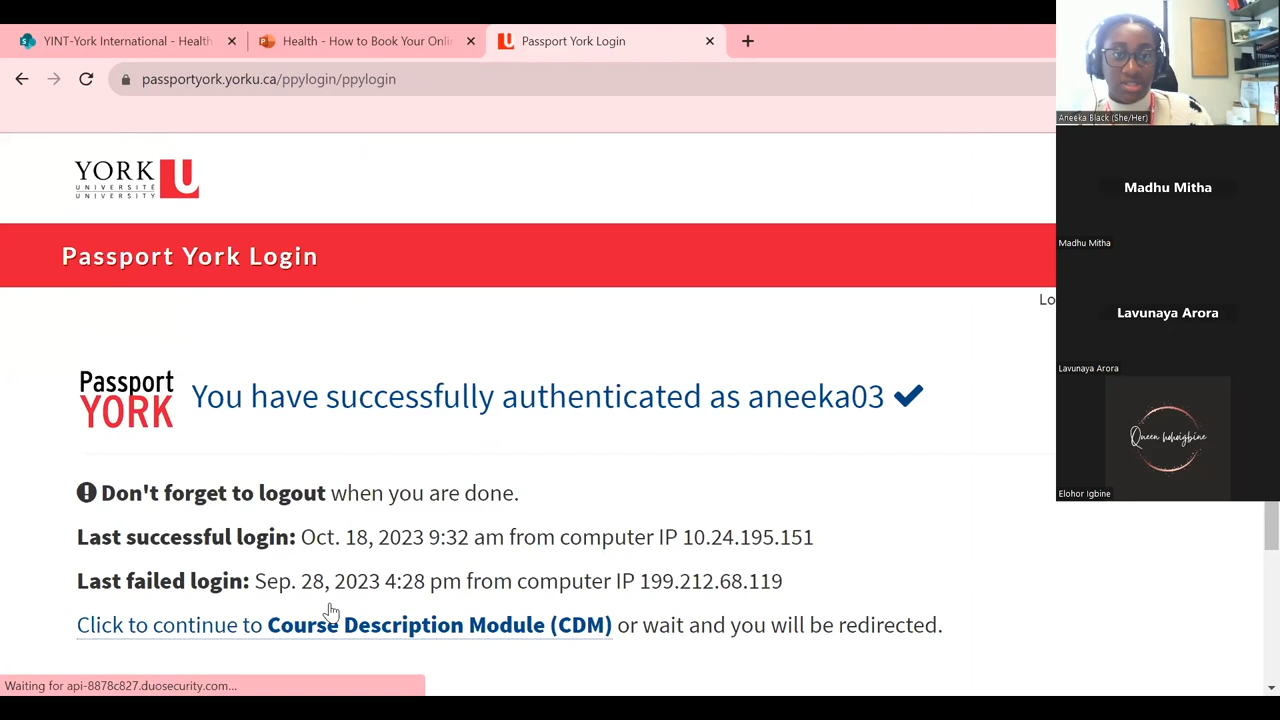 YINT-York International - Health
Health - How to Book Your Onli
Passport York Login
passportyork.yorku.ca/ppylogin/ppylogin
YORK U
UNIVERSITÉ
UNIVERSITY
Passport York Login
Lo
Passport
YORK
You have successfully authenticated as aneeka03
Don't forget to logout when you are done.
Last successful login: Oct. 18, 2023 9:32 am from computer IP 10.24.195.151
Last failed login: Sep. 28, 2023 4:28 pm from computer IP 199.212.68.119
Click to continue to Course Description Module (CDM) or wait and you will be redirected.
Waiting for api-8878c827.duosecurity.com...
Aneeka Black (She/Her)
Madhu Mitha
Madhu Mitha
Lavunaya Arora
Lavunaya Arora
Elohor Igbine